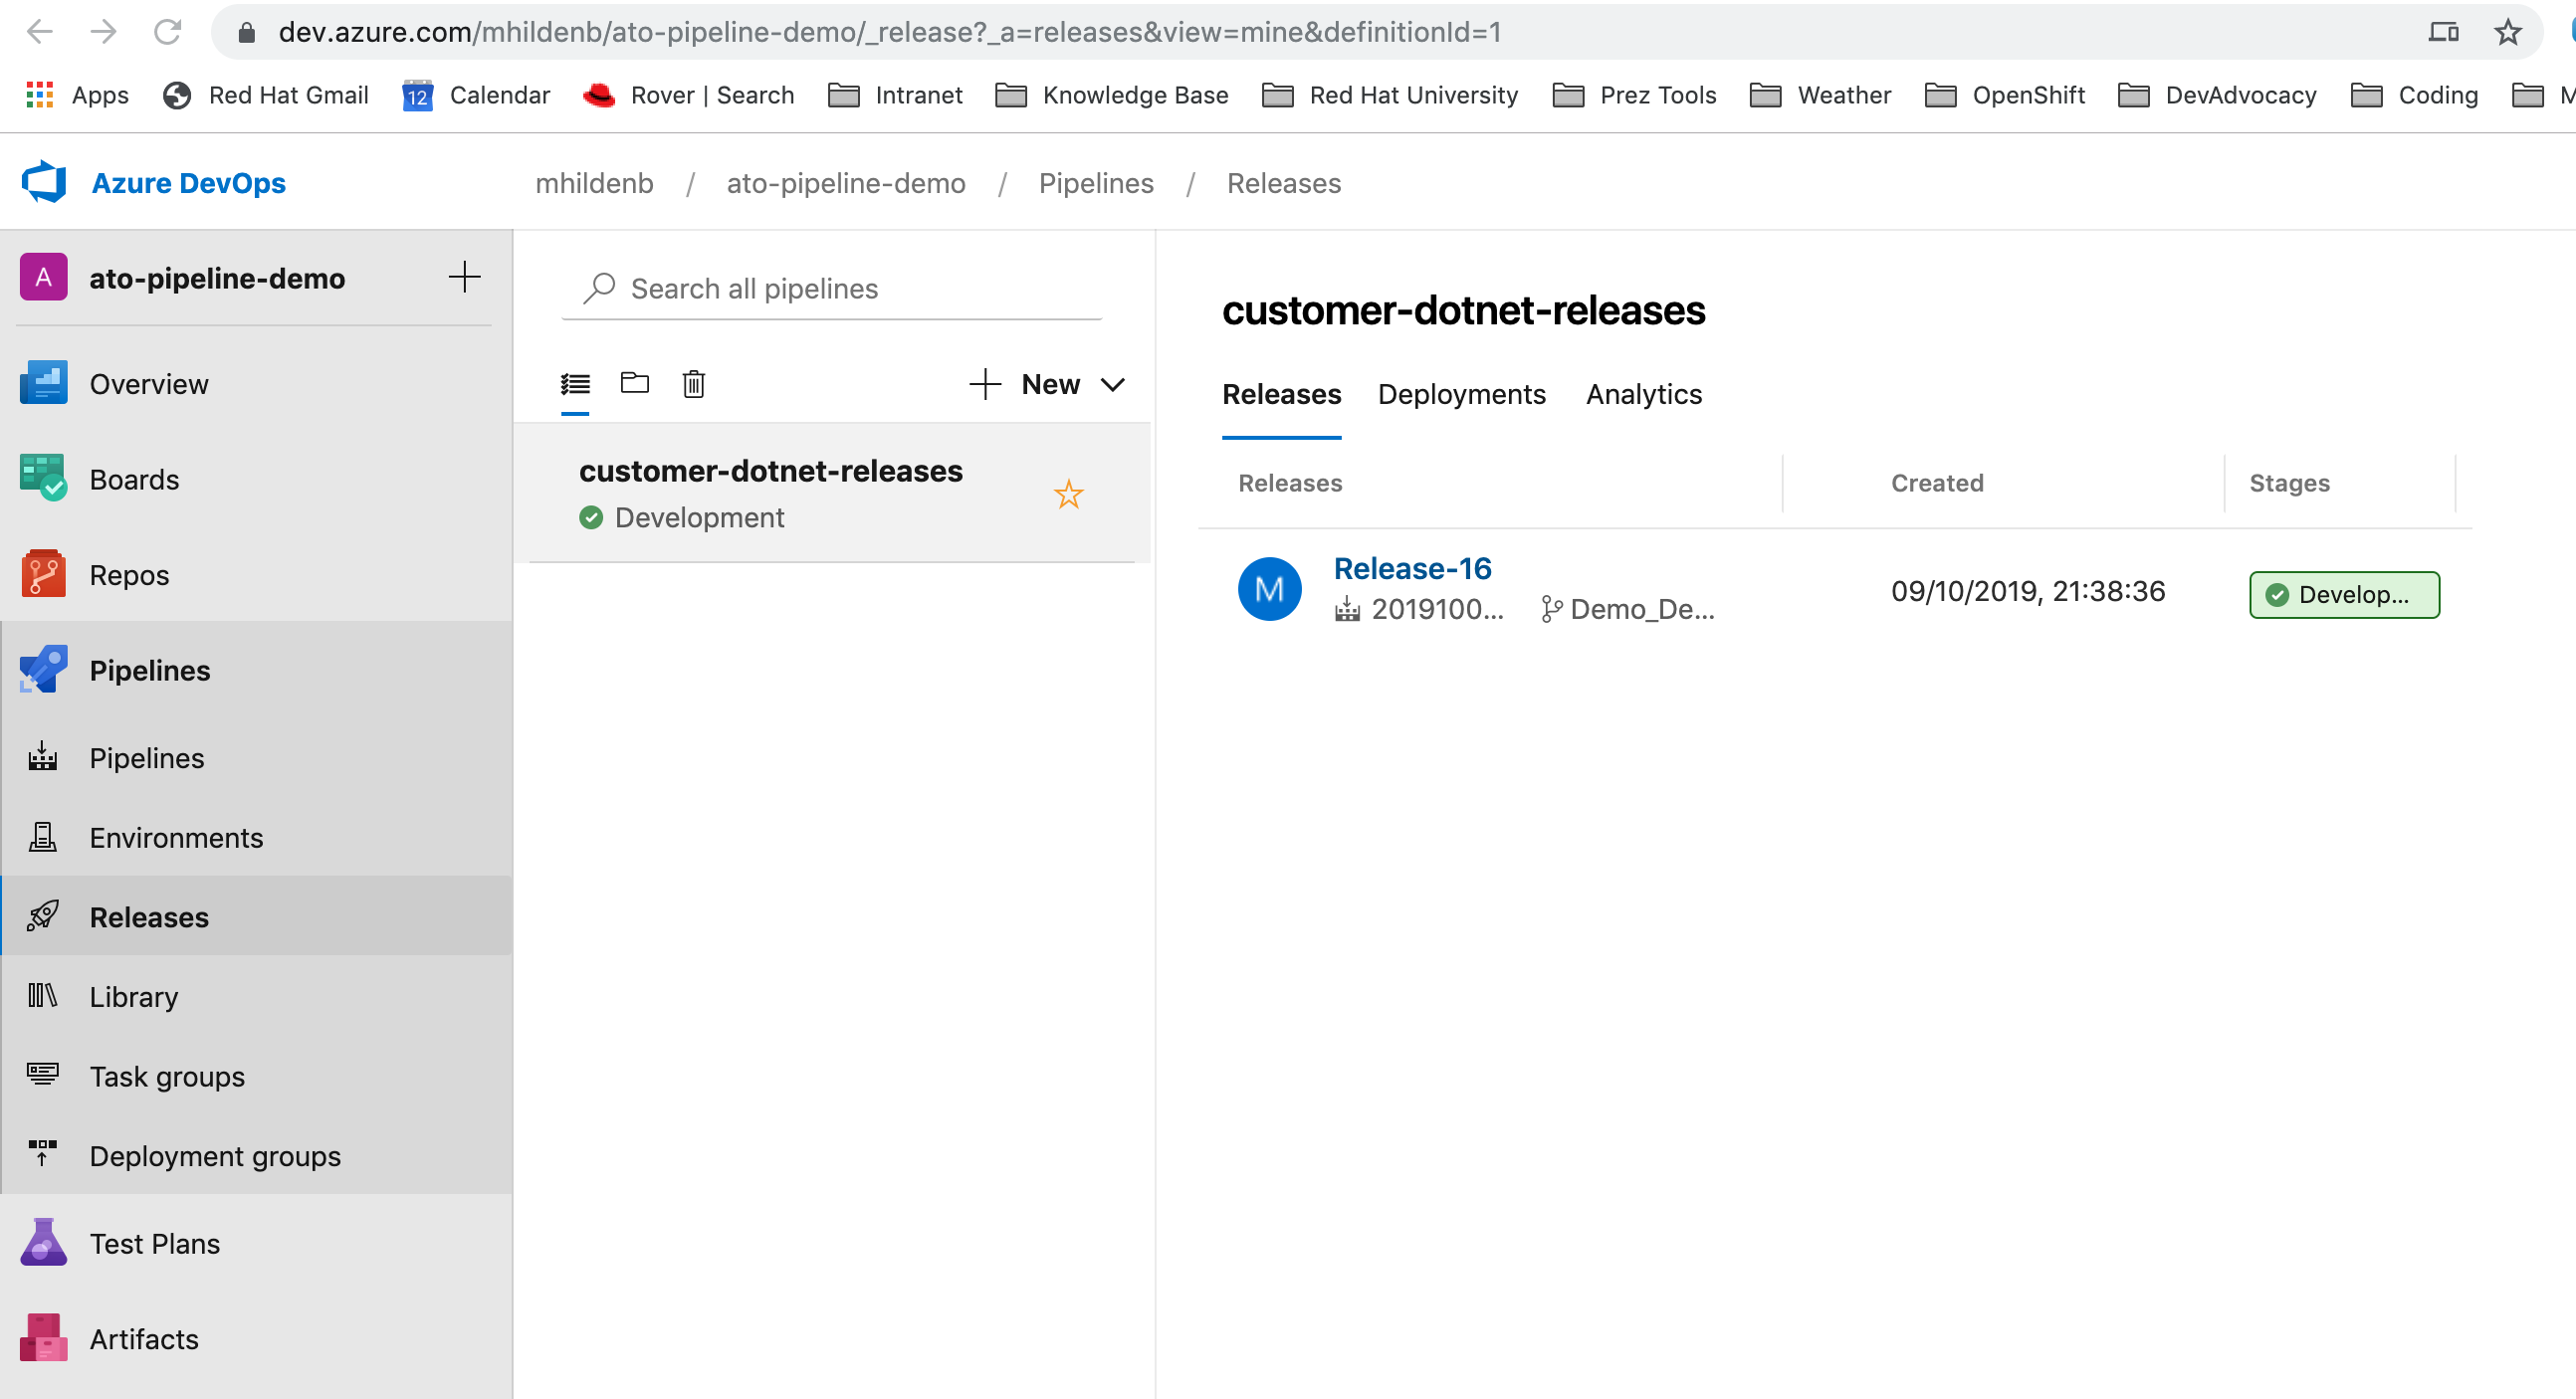 dev.azure.com/mhildenb/ato-pipeline-demo/_release?_a=releases&view=mine&definitionId=1
Apps Red Hat Gmail 12 Calendar Rover | Search Intranet Knowledge Base Red Hat University Prez Tools Weather OpenShift DevAdvocacy Coding M
Azure DevOps mhildenb / ato-pipeline-demo / Pipelines / Releases
A ato-pipeline-demo
Overview
Boards
Repos
Pipelines
Pipelines
Environments
Releases
Library
Task groups
Deployment groups
Test Plans
Artifacts
Search all pipelines
New
customer-dotnet-releases
Development
customer-dotnet-releases
Releases Deployments Analytics
Releases Created Stages
M Release-16 09/10/2019, 21:38:36 Develop...
2019100... Demo_De...